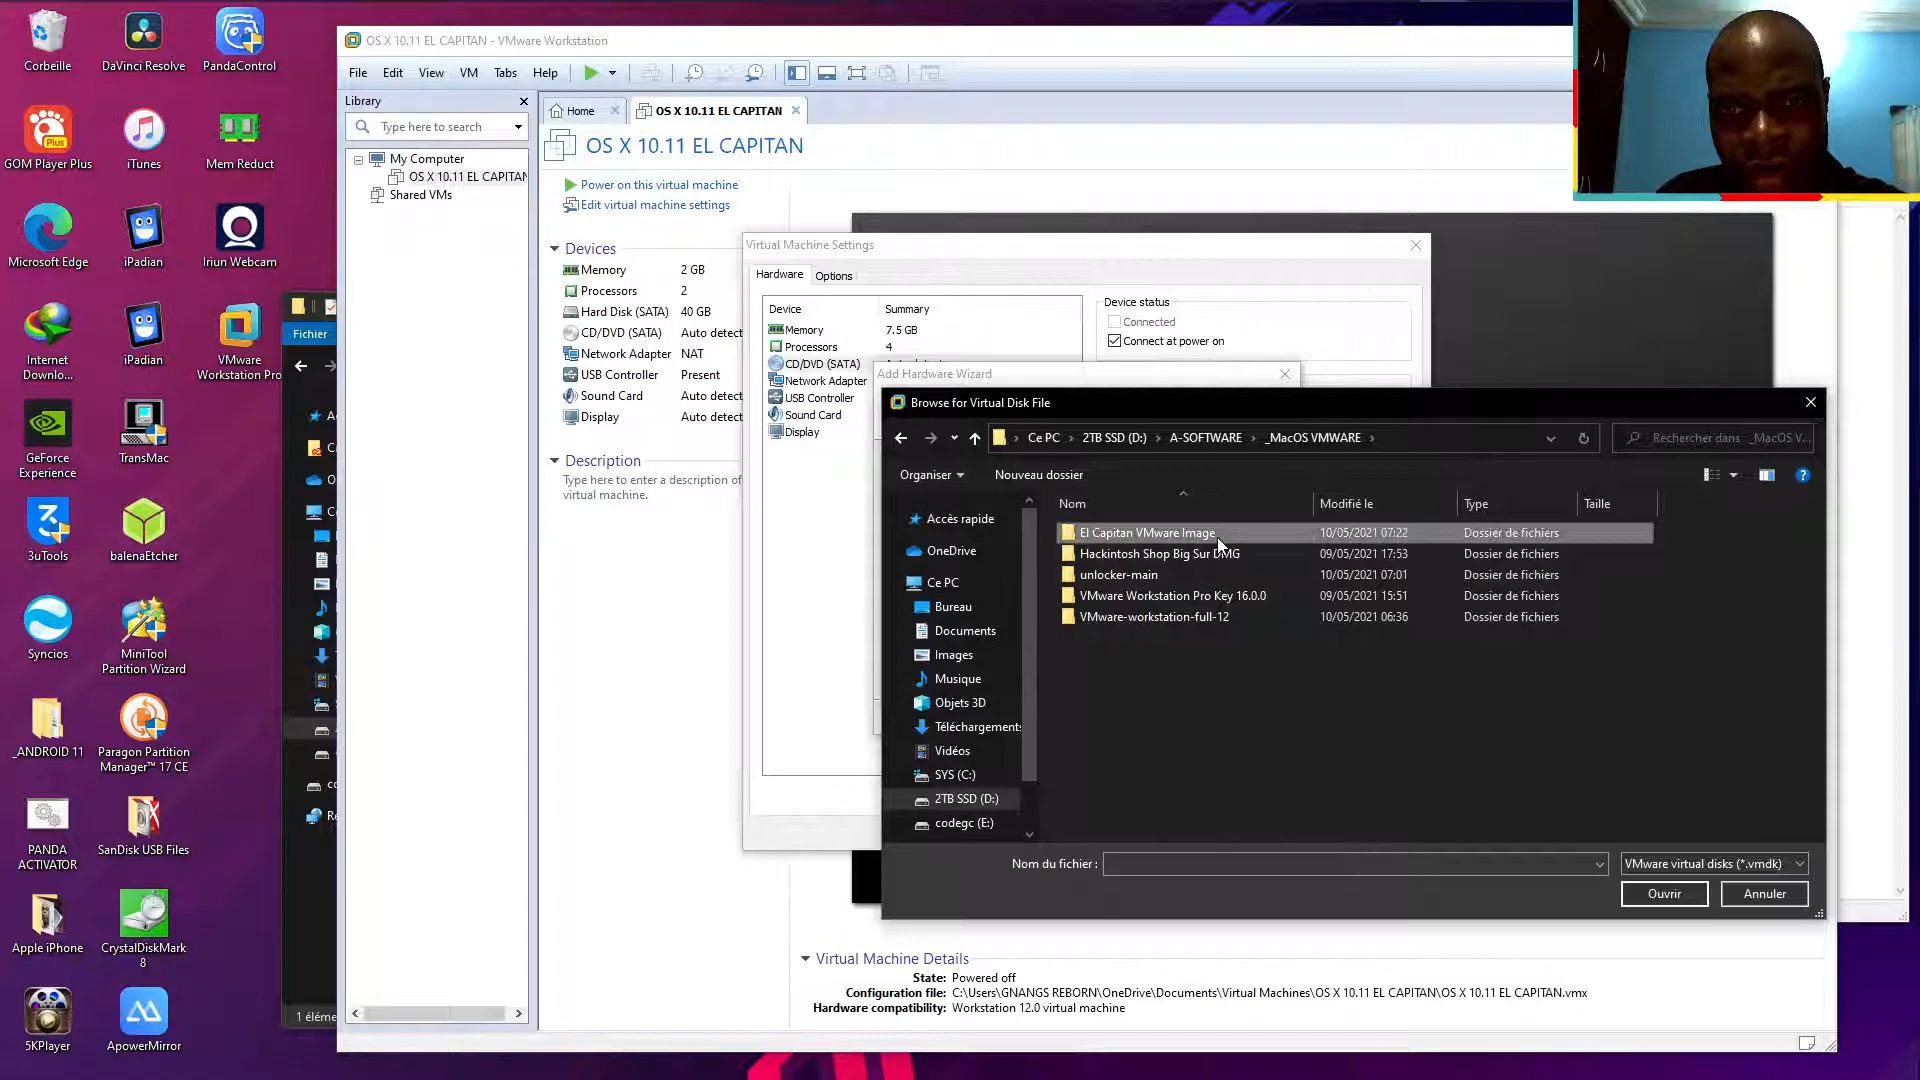 Corbeille
DaVinci Resolve
PandaControl
GOM Player Plus
iTunes
Mem Reduct
Microsoft Edge
iPadian
Iriun Webcam
Internet
Downlo...
iPadian
VMware
Workstation Pro
GeForce
Experience
TransMac
3uTools
balenaEtcher
Syncios
MiniTool
Partition Wizard
_ANDROID 11
Paragon Partition
Manager™ 17 CE
PANDA
ACTIVATOR
SanDisk USB Files
Apple iPhone
CrystalDiskMark
8
5KPlayer
ApowerMirror
Fichier
1 éléme
OS X 10.11 EL CAPITAN - VMware Workstation
File Edit View VM Tabs Help
Library
Type here to search
My Computer
OS X 10.11 EL CAPITAN
Shared VMs
Home
OS X 10.11 EL CAPITAN
OS X 10.11 EL CAPITAN
Power on this virtual machine
Edit virtual machine settings
Devices
Memory 2 GB
Processors 2
Hard Disk (SATA) 40 GB
CD/DVD (SATA) Auto detect
Network Adapter NAT
USB Controller Present
Sound Card Auto detect
Display Auto detect
Description
Type here to enter a description of
virtual machine.
Virtual Machine Settings
Hardware Options
Device Summary
Memory 7.5 GB
Processors 4
CD/DVD (SATA)
Network Adapter
USB Controller
Sound Card
Display
Device status
Connected
Connect at power on
Add Hardware Wizard
Browse for Virtual Disk File
Ce PC > 2TB SSD (D:) > A-SOFTWARE > _MacOS VMWARE >
Rechercher dans : _MacOS V...
Organiser
Nouveau dossier
Nom Modifié le Type Taille
El Capitan VMware Image 10/05/2021 07:22 Dossier de fichiers
Hackintosh Shop Big Sur DMG 09/05/2021 17:53 Dossier de fichiers
unlocker-main 10/05/2021 07:01 Dossier de fichiers
VMware Workstation Pro Key 16.0.0 09/05/2021 15:51 Dossier de fichiers
VMware-workstation-full-12 10/05/2021 06:36 Dossier de fichiers
Accès rapide
OneDrive
Ce PC
Bureau
Documents
Images
Musique
Objets 3D
Téléchargements
Vidéos
SYS (C:)
2TB SSD (D:)
codegc (E:)
Nom du fichier :
VMware virtual disks (*.vmdk)
Ouvrir
Annuler
Virtual Machine Details
State: Powered off
Configuration file: C:\Users\GNANGS REBORN\OneDrive\Documents\Virtual Machines\OS X 10.11 EL CAPITAN\OS X 10.11 EL CAPITAN.vmx
Hardware compatibility: Workstation 12.0 virtual machine